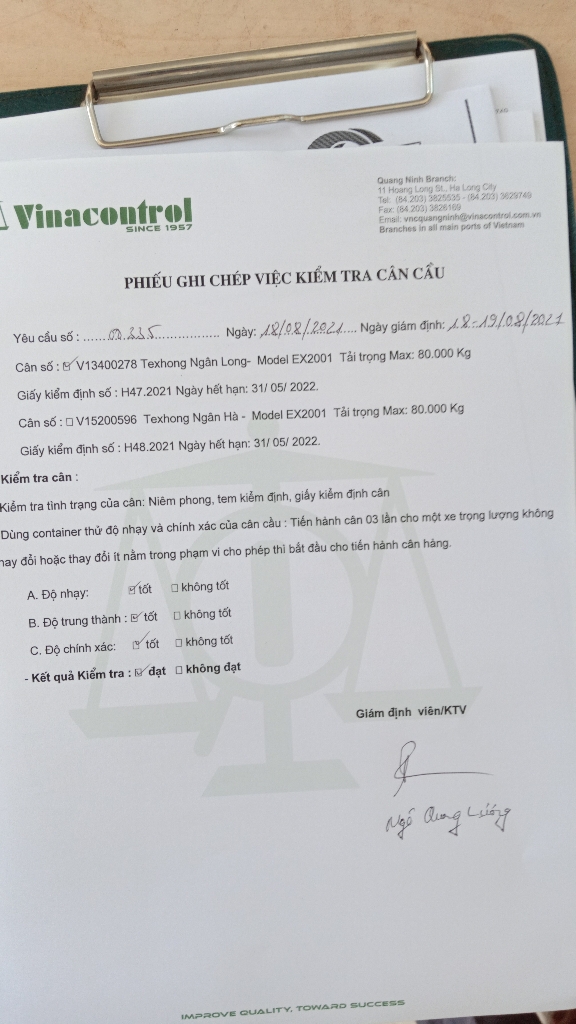 Vinacontrol
SINCE 1957
Quang Ninh Branch:
11 Hoang Long St., Ha Long City
Tel: (84.203) 3825535 - (84.203) 3629749
Fax: (84.203) 3826169
Email: vncquangninh@vinacontrol.com.vn
Branches in all main ports of Vietnam
PHIẾU GHI CHÉP VIỆC KIỂM TRA CÂN CẦU
Yêu cầu số : ......00.335................. Ngày: 18/08/2021.... Ngày giám định: 18-19/08/2021
Cân số : ☑ V13400278 Texhong Ngân Long- Model EX2001 Tải trọng Max: 80.000 Kg
Giấy kiểm định số : H47.2021 Ngày hết hạn: 31/ 05/ 2022.
Cân số : ☐ V15200596 Texhong Ngân Hà - Model EX2001 Tải trọng Max: 80.000 Kg
Giấy kiểm định số : H48.2021 Ngày hết hạn: 31/ 05/ 2022.
Kiểm tra cân :
Kiểm tra tình trạng của cân: Niêm phong, tem kiểm định, giấy kiểm định cân
Dùng container thử độ nhạy và chính xác của cân cầu : Tiến hành cân 03 lần cho một xe trọng lượng không
hay đổi hoặc thay đổi ít nằm trong phạm vi cho phép thì bắt đầu cho tiến hành cân hàng.
A. Độ nhạy: ☑ tốt ☐ không tốt
B. Độ trung thành : ☑ tốt ☐ không tốt
C. Độ chính xác: ☑ tốt ☐ không tốt
- Kết quả Kiểm tra : ☑ đạt ☐ không đạt
Giám định viên/KTV
Ngô Quang Lương
IMPROVE QUALITY, TOWARD SUCCESS